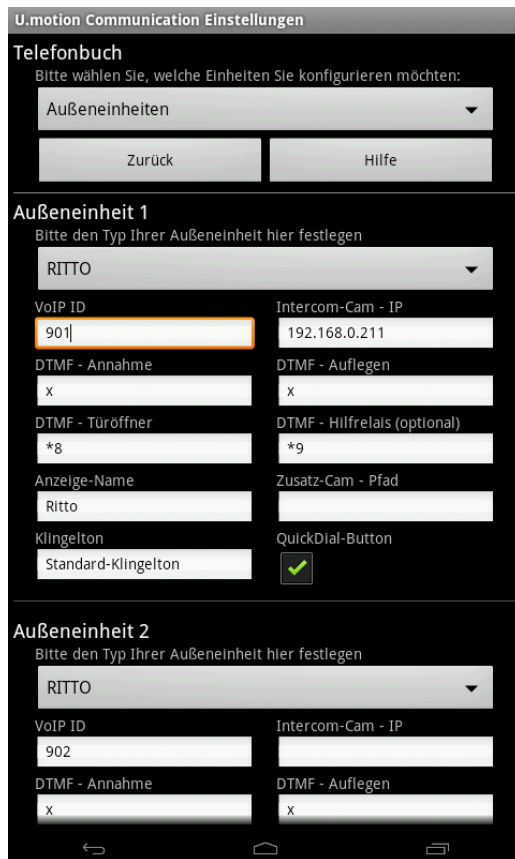 U.motion Communication Einstellungen
Telefonbuch
Bitte wählen Sie, welche Einheiten Sie konfigurieren möchten:
Außeneinheiten
Zurück Hilfe
Außeneinheit 1
Bitte den Typ Ihrer Außeneinheit hier festlegen
RITTO
VoIP ID Intercom-Cam - IP
901 192.168.0.211
DTMF - Annahme DTMF - Auflegen
x x
DTMF - Türöffner DTMF - Hilfrelais (optional)
*8 *9
Anzeige-Name Zusatz-Cam - Pfad
Ritto
Klingelton QuickDial-Button
Standard-Klingelton
Außeneinheit 2
Bitte den Typ Ihrer Außeneinheit hier festlegen
RITTO
VoIP ID Intercom-Cam - IP
902
DTMF - Annahme DTMF - Auflegen
x x